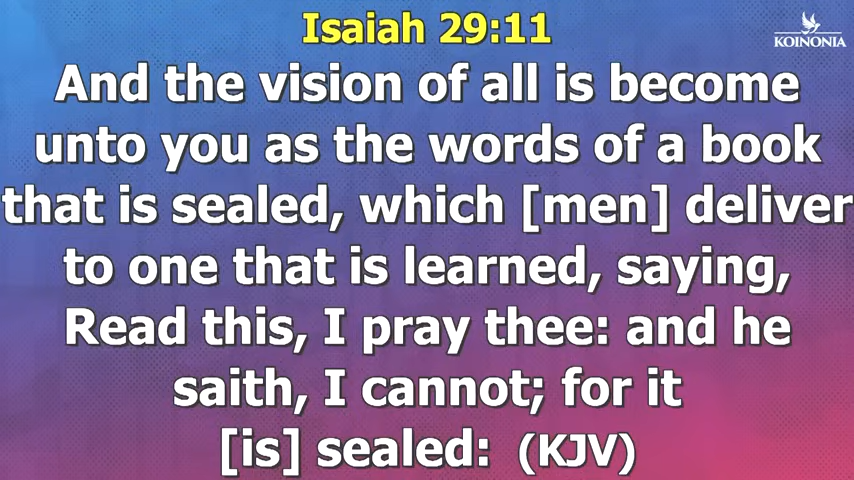 Isaiah 29:11
KOINONIA
And the vision of all is become
unto you as the words of a book
that is sealed, which [men] deliver
to one that is learned, saying,
Read this, I pray thee: and he
saith, I cannot; for it
[is] sealed: (KJV)